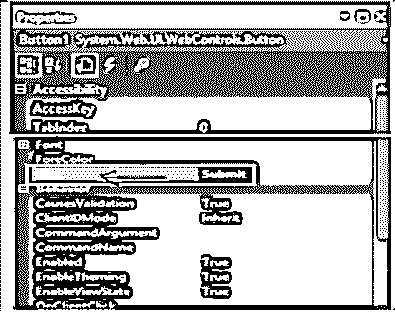 Properties
Button1 System.Web.UI.WebControls.Button
Accessibility
AccessKey
TabIndex 0
Font
ForeColor
Submit
CausesValidation True
ClientIDMode Inherit
CommandArgument
CommandName
Enabled True
EnableTheming True
EnableViewState True
OnClientClick